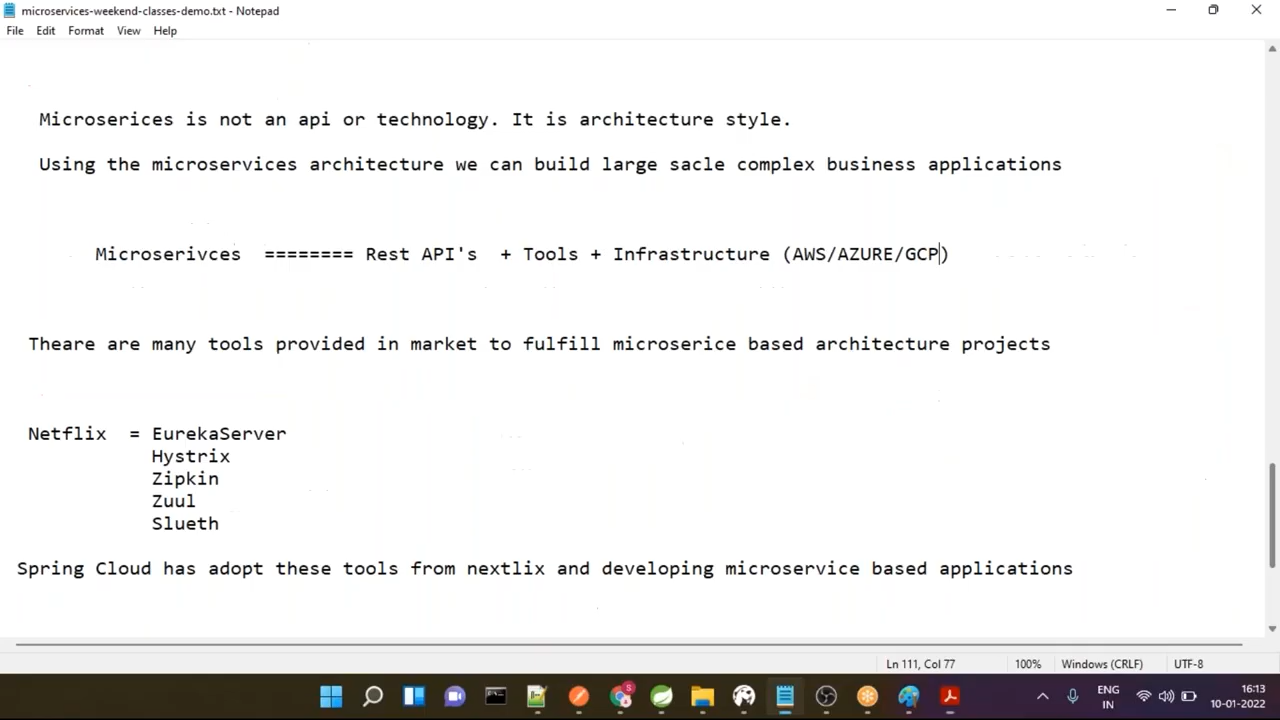 microservices-weekend-classes-demo.txt - Notepad
File Edit Format View Help
Microserices is not an api or technology. It is architecture style.
Using the microservices architecture we can build large sacle complex business applications
Microserivces ======== Rest API's + Tools + Infrastructure (AWS/AZURE/GCP)
Theare are many tools provided in market to fulfill microserice based architecture projects
Netflix = EurekaServer
Hystrix
Zipkin
Zuul
Slueth
Spring Cloud has adopt these tools from nextlix and developing microservice based applications
Ln 111, Col 77 100% Windows (CRLF) UTF-8
ENG 16:13
IN 10-01-2022